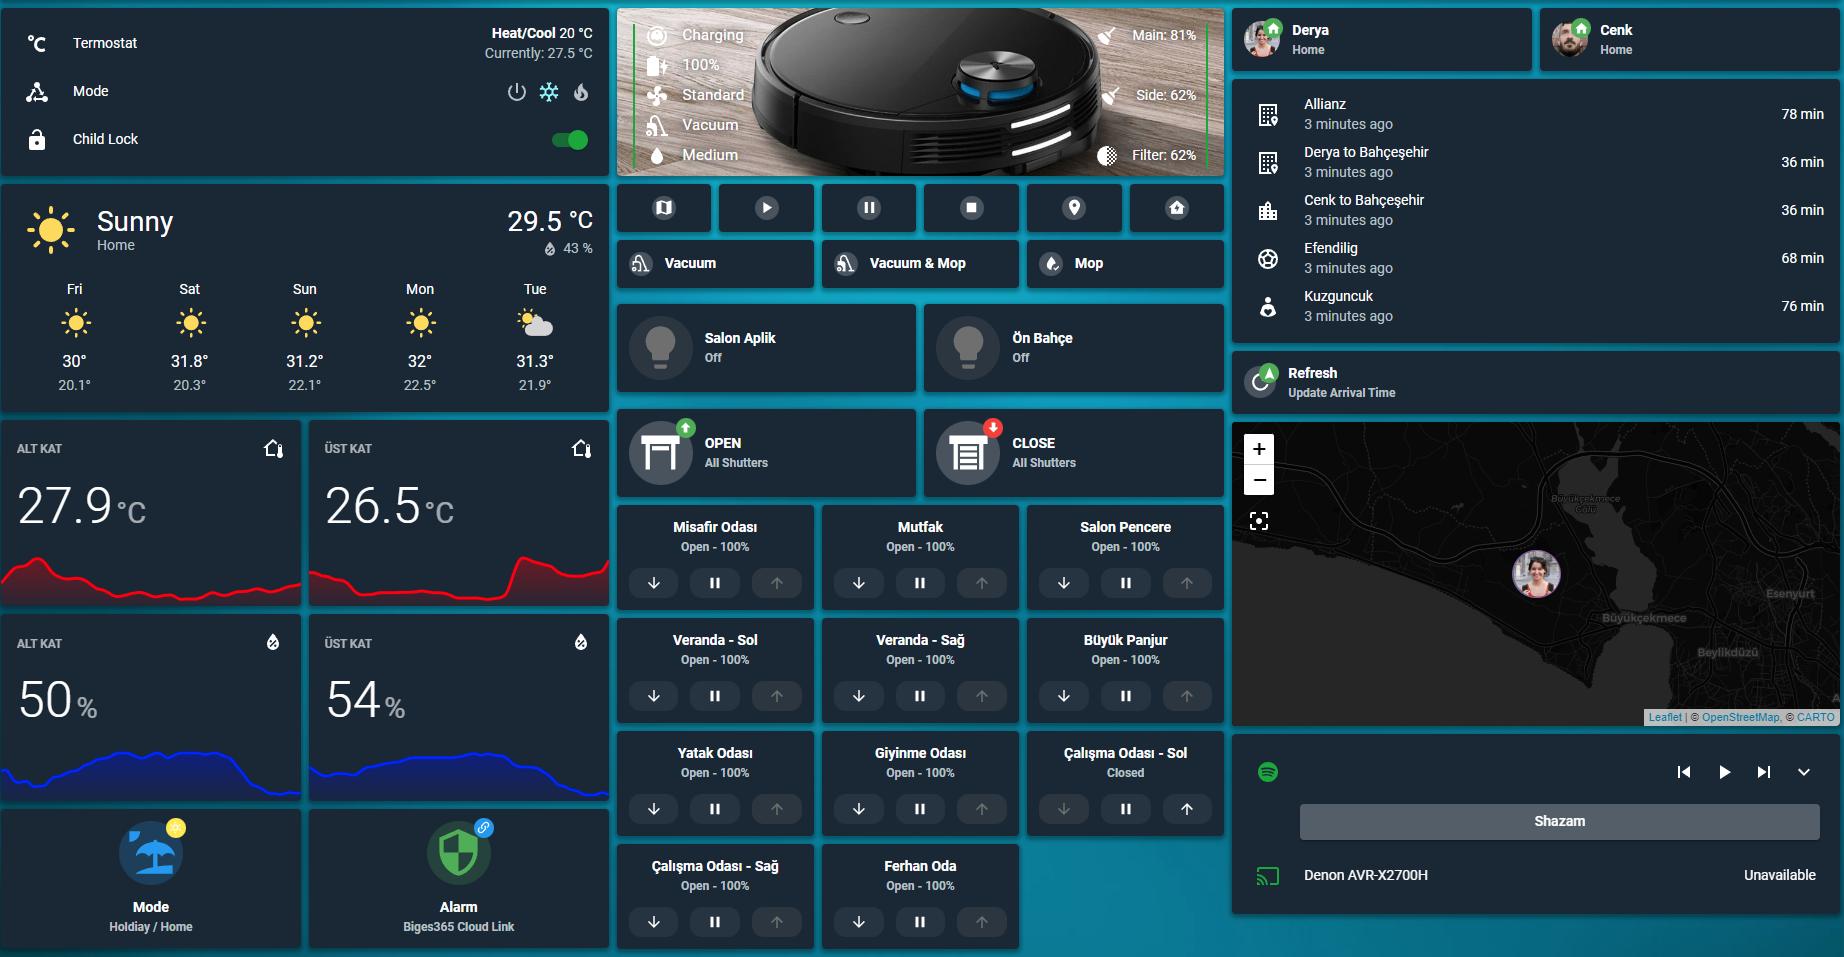 °C
Termostat
Heat/Cool 20 °C
Currently: 27.5 °C
Mode
Child Lock
Sunny
Home
29.5 °C
43 %
Fri
Sat
Sun
Mon
Tue
30°
31.8°
31.2°
32°
31.3°
20.1°
20.3°
22.1°
22.5°
21.9°
ALT KAT
27.9 °C
ÜST KAT
26.5 °C
ALT KAT
50 %
ÜST KAT
54 %
Mode
Holdiay / Home
Alarm
Biges365 Cloud Link
Charging
100%
Standard
Vacuum
Medium
Main: 81%
Side: 62%
Filter: 62%
Vacuum
Vacuum & Mop
Mop
Salon Aplik
Off
Ön Bahçe
Off
OPEN
All Shutters
CLOSE
All Shutters
Misafir Odası
Open - 100%
Mutfak
Open - 100%
Salon Pencere
Open - 100%
Veranda - Sol
Open - 100%
Veranda - Sağ
Open - 100%
Büyük Panjur
Open - 100%
Yatak Odası
Open - 100%
Giyinme Odası
Open - 100%
Çalışma Odası - Sol
Closed
Çalışma Odası - Sağ
Open - 100%
Ferhan Oda
Open - 100%
Derya
Home
Cenk
Home
Allianz
3 minutes ago
78 min
Derya to Bahçeşehir
3 minutes ago
36 min
Cenk to Bahçeşehir
3 minutes ago
36 min
Efendilig
3 minutes ago
68 min
Kuzguncuk
3 minutes ago
76 min
Refresh
Update Arrival Time
+
−
Büyükçekmece
Gölü
Esenyurt
Büyükçekmece
Beylikdüzü
A
Leaflet | © OpenStreetMap, © CARTO
Shazam
Denon AVR-X2700H
Unavailable